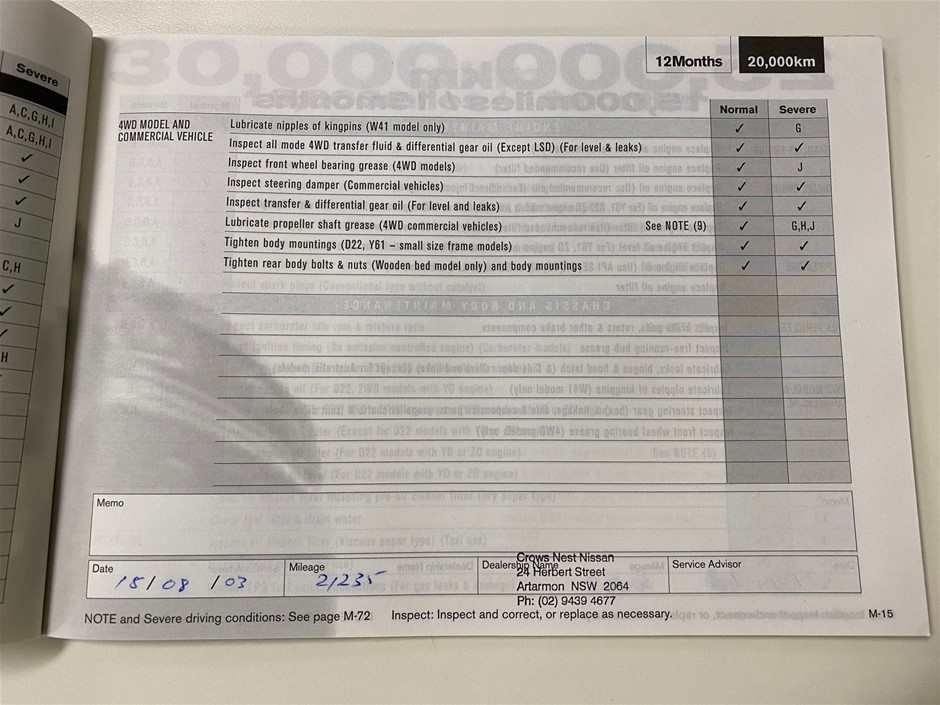 Severe
A,C,G,H,I
A,C,G,H,I
✓
✓
✓
J
C,H
✓
✓
✓
H
12Months 20,000km
Normal Severe
4WD MODEL AND COMMERCIAL VEHICLE
Lubricate nipples of kingpins (W41 model only) ✓ G
Inspect all mode 4WD transfer fluid & differential gear oil (Except LSD) (For level & leaks) ✓ ✓
Inspect front wheel bearing grease (4WD models) ✓ J
Inspect steering damper (Commercial vehicles) ✓ ✓
Inspect transfer & differential gear oil (For level and leaks) ✓ ✓
Lubricate propeller shaft grease (4WD commercial vehicles) See NOTE (9) ✓ G,H,J
Tighten body mountings (D22, Y61 – small size frame models) ✓ ✓
Tighten rear body bolts & nuts (Wooden bed model only) and body mountings ✓ ✓
Memo
Date 15/08/03
Mileage 21235
Dealership Name
Crows Nest Nissan
24 Herbert Street
Artarmon NSW 2064
Ph: (02) 9439 4677
Service Advisor
NOTE and Severe driving conditions: See page M-72 Inspect: Inspect and correct, or replace as necessary. M-15